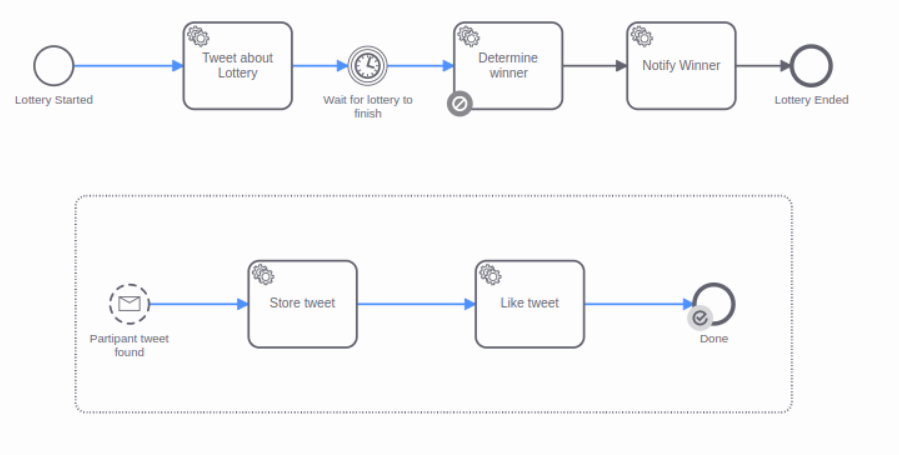 Tweet about
Lottery
Determine
winner
Notify Winner
Lottery Started
Wait for lottery to
finish
Lottery Ended
Store tweet
Like tweet
Partipant tweet
found
Done